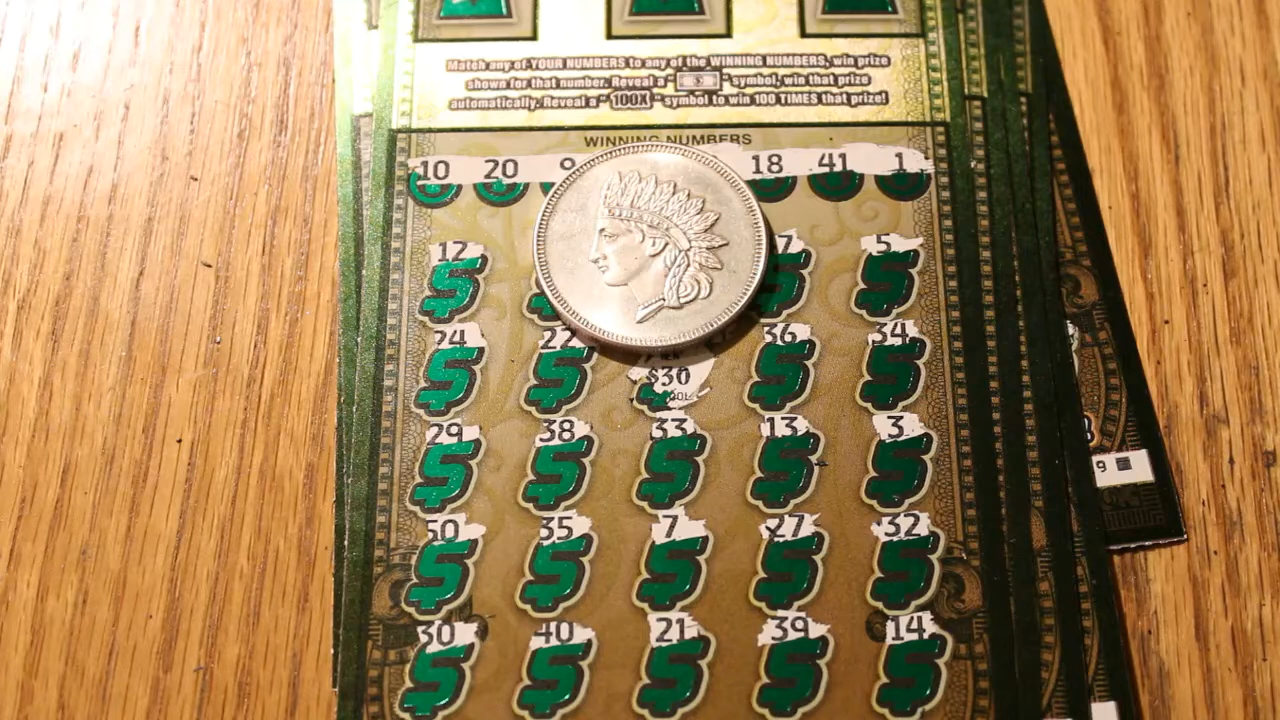 Match any of YOUR NUMBERS to any of the WINNING NUMBERS, win prize
shown for that number. Reveal a " " symbol, win that prize
automatically. Reveal a "100X" symbol to win 100 TIMES that prize!
WINNING NUMBERS
10 20 18 41 1
12 5
24 22 36 34
$30
29 38 33 13 3
50 35 7 27 32
30 40 21 39 14
9